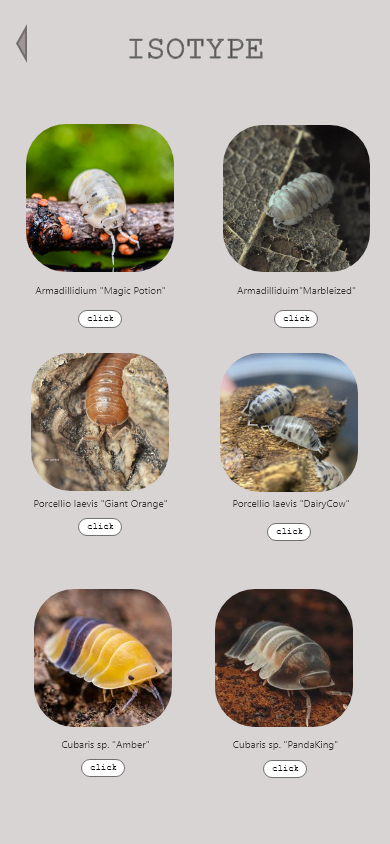 ISOTYPE
Armadillidium "Magic Potion"
Armadilliduim"Marbleized"
click
click
Porcellio laevis "Giant Orange"
Porcellio laevis "DairyCow"
click
click
Cubaris sp. "Amber"
Cubaris sp. "PandaKing"
click
click